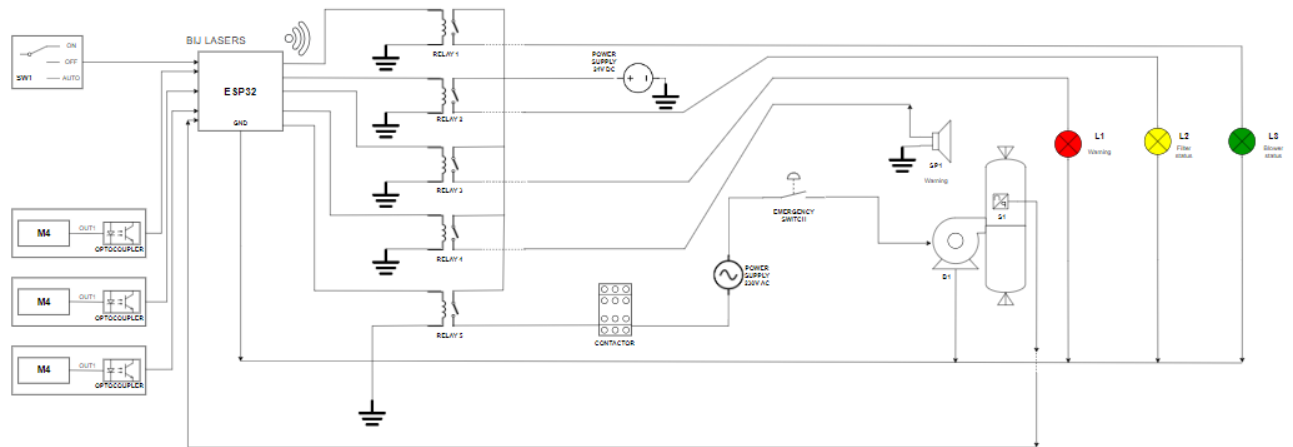 BIJ LASERS
ON
OFF
AUTO
SW1
ESP32
GND
RELAY 1
RELAY 2
RELAY 3
RELAY 4
RELAY 5
POWER
SUPPLY
24V DC
+
-
SP1
Warning
L1
Warning
L2
Filter
status
L3
Blower
status
S1
EMERGENCY
SWITCH
POWER
SUPPLY
230V AC
B1
CONTACTOR
M4
OUT1
OPTOCOUPLER
M4
OUT1
OPTOCOUPLER
M4
OUT1
OPTOCOUPLER